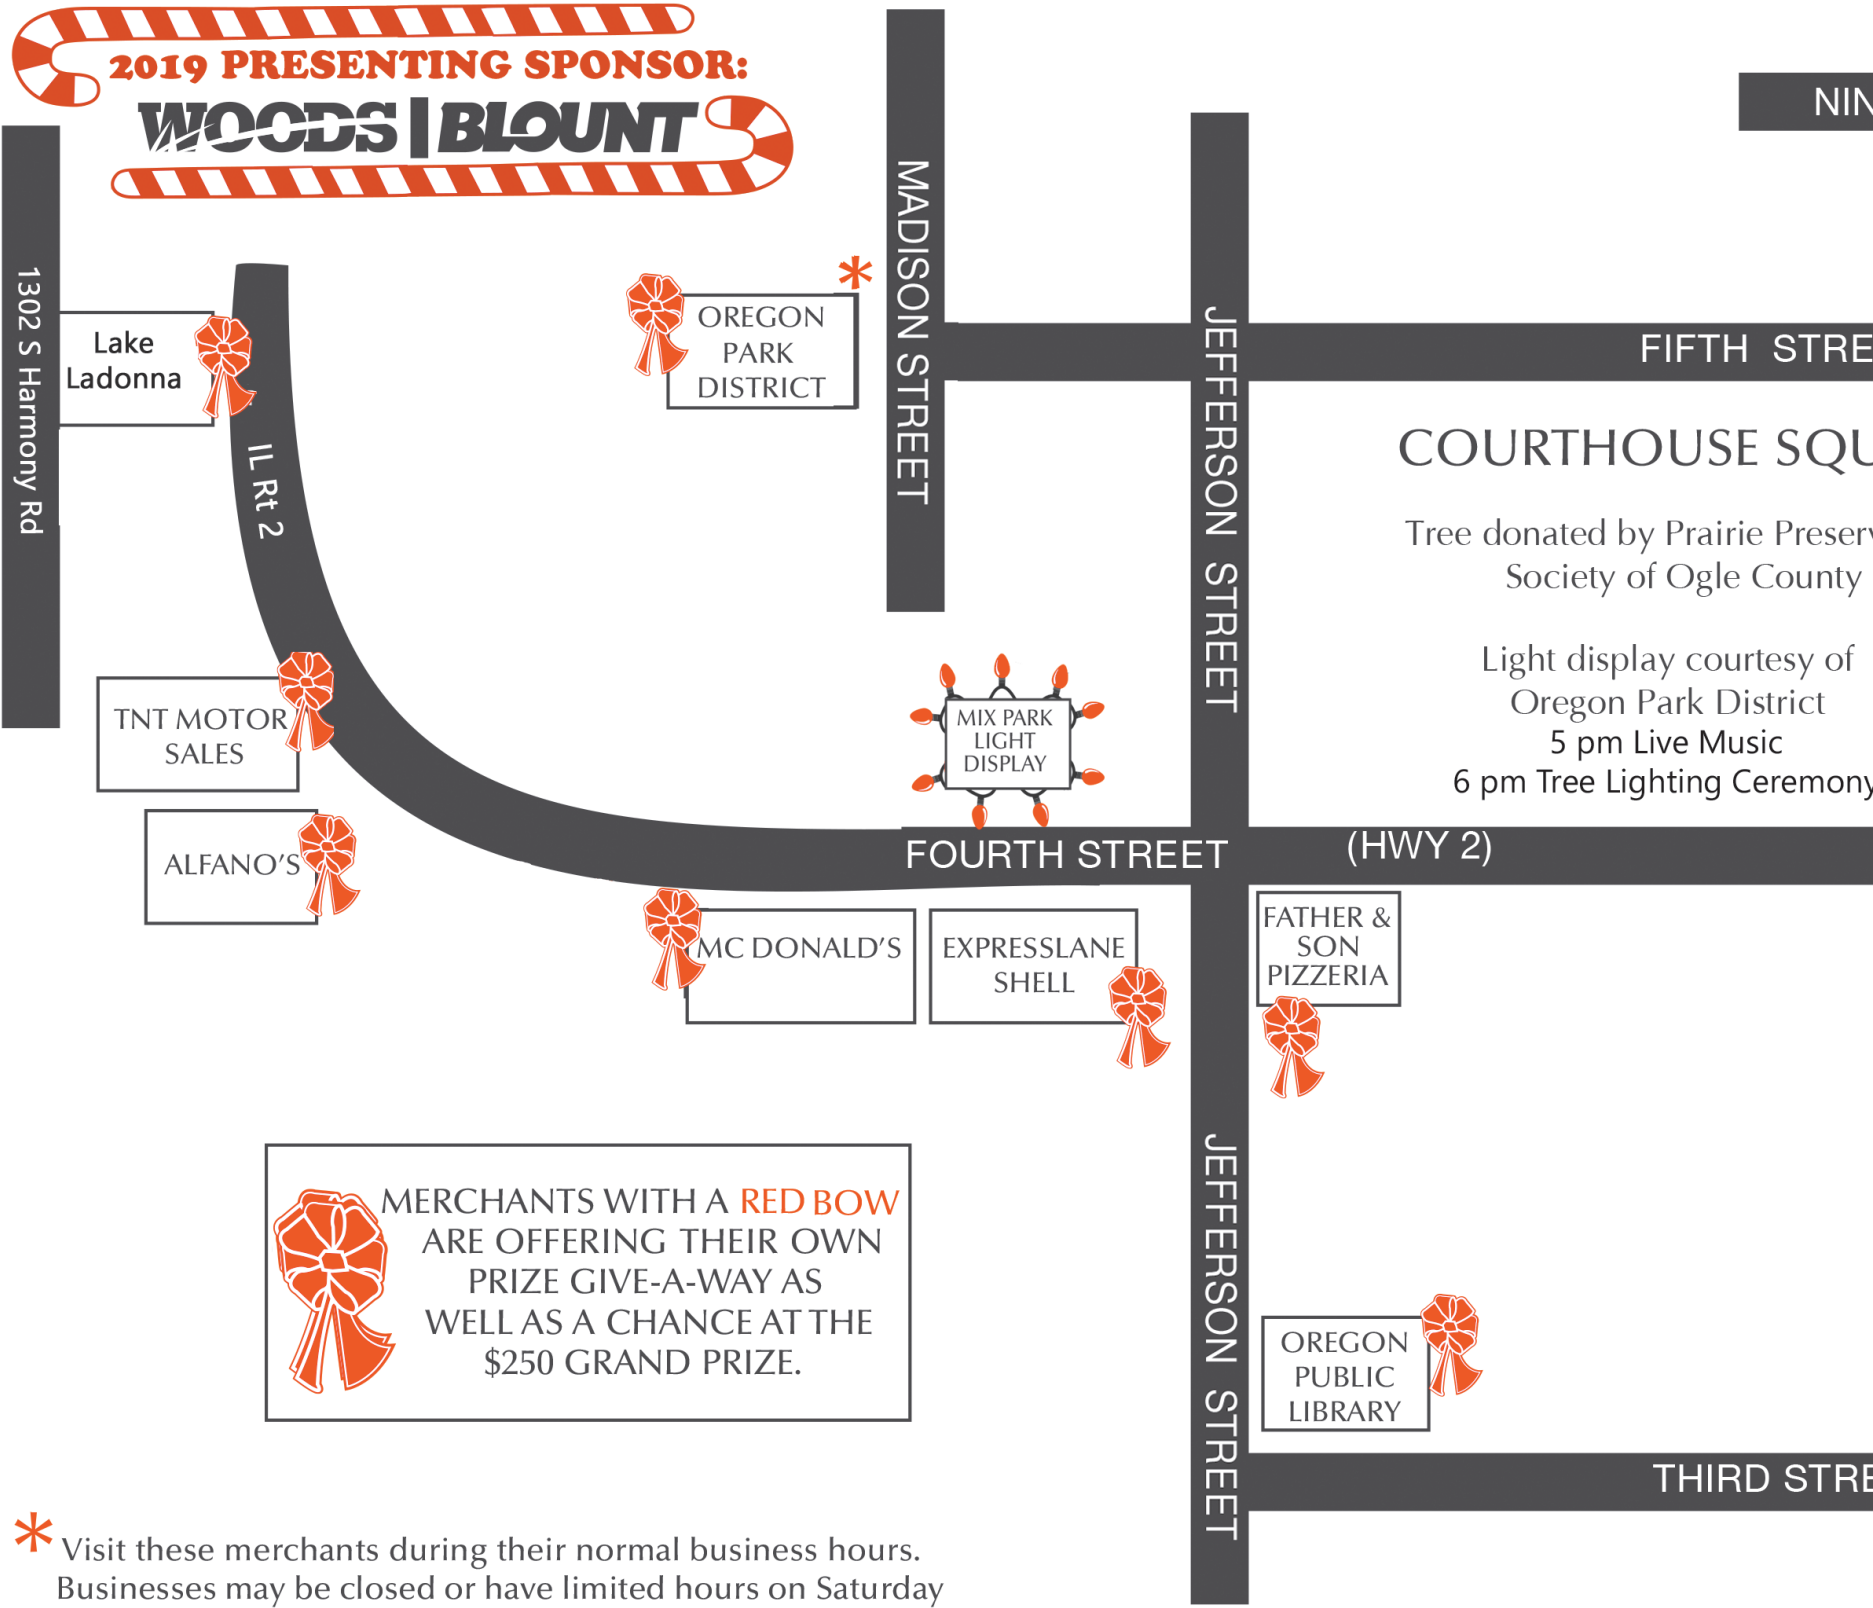 2019 PRESENTING SPONSOR:
WOODS | BLOUNT
NIN
MADISON STREET
1302 S Harmony Rd
Lake
Ladonna
IL Rt 2
*
OREGON
PARK
DISTRICT
JEFFERSON STREET
FIFTH STRE
COURTHOUSE SQU
Tree donated by Prairie Preserv
Society of Ogle County
Light display courtesy of
Oregon Park District
5 pm Live Music
6 pm Tree Lighting Ceremony
TNT MOTOR
SALES
MIX PARK
LIGHT
DISPLAY
ALFANO'S
FOURTH STREET
(HWY 2)
MC DONALD'S
EXPRESSLANE
SHELL
FATHER &
SON
PIZZERIA
MERCHANTS WITH A RED BOW
ARE OFFERING THEIR OWN
PRIZE GIVE-A-WAY AS
WELL AS A CHANCE AT THE
$250 GRAND PRIZE.
JEFFERSON STREET
OREGON
PUBLIC
LIBRARY
THIRD STRE
* Visit these merchants during their normal business hours.
Businesses may be closed or have limited hours on Saturday